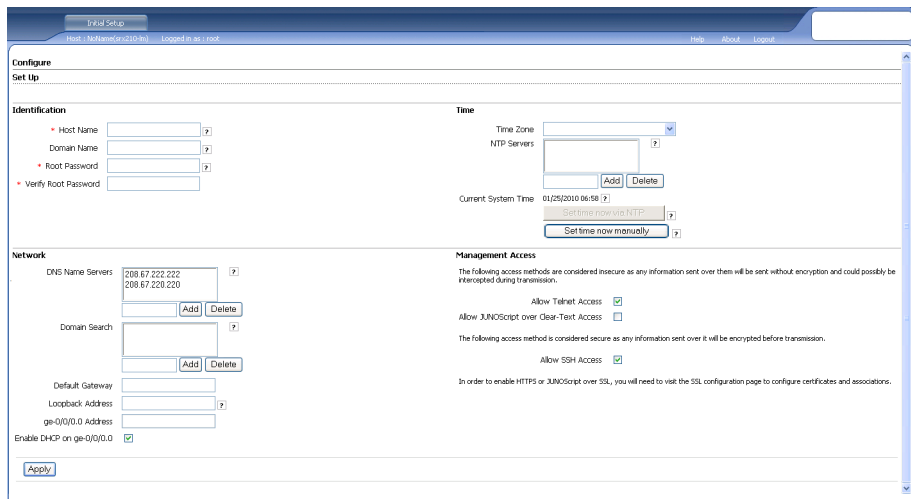 Initial Setup
Host : NoName(srx210-fm) Logged in as : root
Help About Logout
Configure
Set Up
Identification
* Host Name ?
Domain Name ?
* Root Password ?
* Verify Root Password
Time
Time Zone
NTP Servers ?
Add Delete
Current System Time 01/25/2010 06:58 ?
Set time now via NTP ?
Set time now manually ?
Network
DNS Name Servers ?
208.67.222.222
208.67.220.220
Add Delete
Domain Search ?
Add Delete
Default Gateway
Loopback Address ?
ge-0/0/0.0 Address
Enable DHCP on ge-0/0/0.0
Management Access
The following access methods are considered insecure as any information sent over them will be sent without encryption and could possibly be
intercepted during transmission.
Allow Telnet Access
Allow JUNOScript over Clear-Text Access
The following access method is considered secure as any information sent over it will be encrypted before transmission.
Allow SSH Access
In order to enable HTTPS or JUNOScript over SSL, you will need to visit the SSL configuration page to configure certificates and associations.
Apply